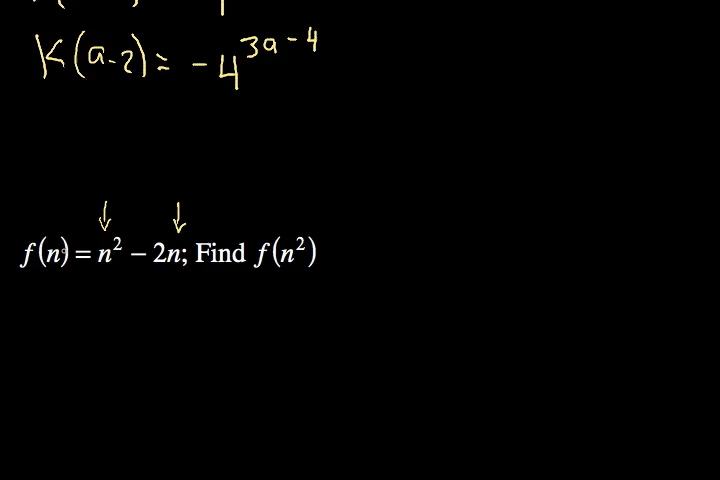 K(a-2) = -4^{3a-4}
f(n) = n² − 2n; Find f(n²)